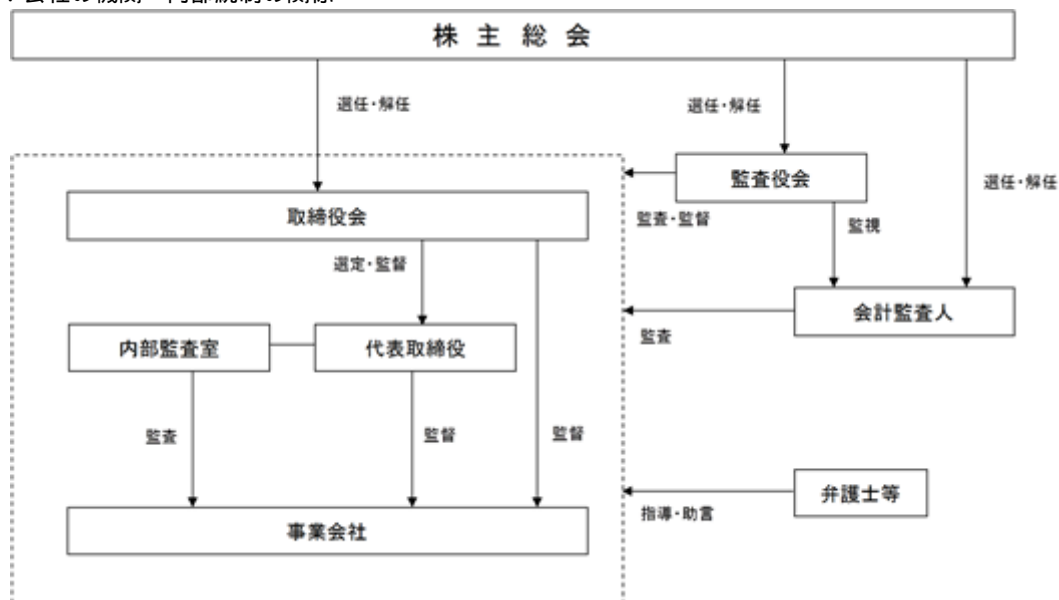 株主総会
選任・解任
選任・解任
選任・解任
監査役会
監査・監督
監視
取締役会
選定・監督
会計監査人
監査
内部監査室
代表取締役
監査
監督
監督
弁護士等
指導・助言
事業会社